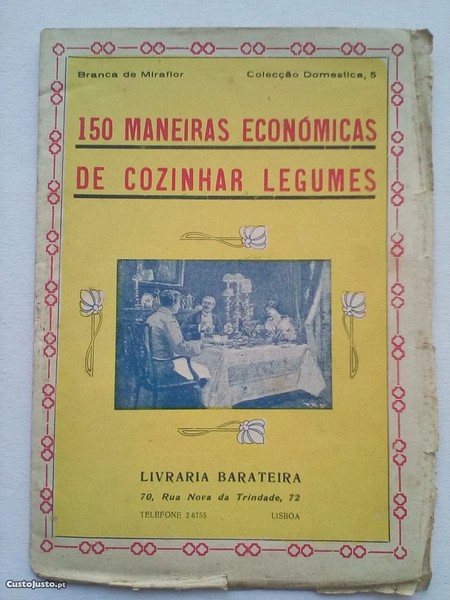 Branca de Miraflor Colecção Domestica, 5
150 MANEIRAS ECONÓMICAS
DE COZINHAR LEGUMES
LIVRARIA BARATEIRA
70, Rua Nova da Trindade, 72
TELEFONE 2 6755 LISBOA
CustoJusto.pt